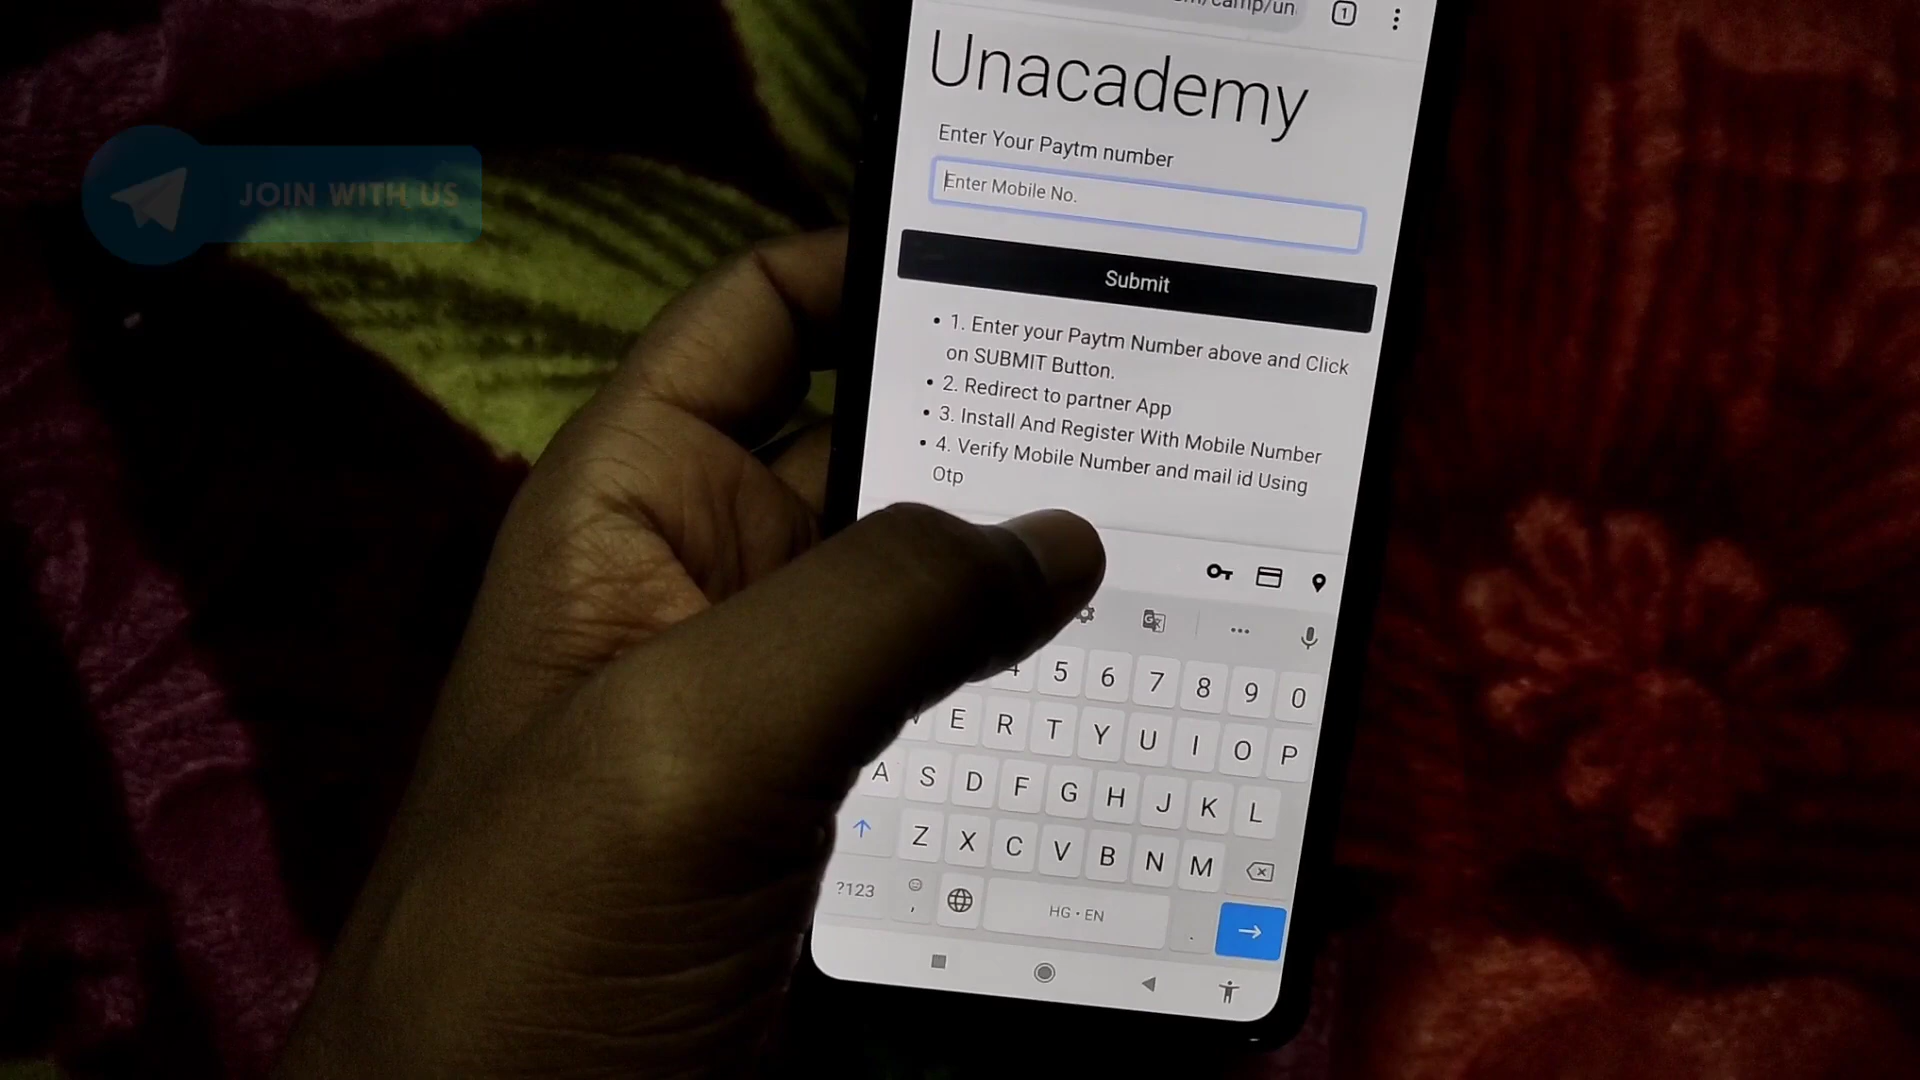 1
Unacademy
JOIN WITH US
Enter Your Paytm number
Enter Mobile No.
Submit
• 1. Enter your Paytm Number above and Click
on SUBMIT Button.
• 2. Redirect to partner App
• 3. Install And Register With Mobile Number
• 4. Verify Mobile Number and mail id Using
Otp
4 5 6 7 8 9 0
E R T Y U I O P
A S D F G H J K L
Z X C V B N M
?123 , HG • EN .